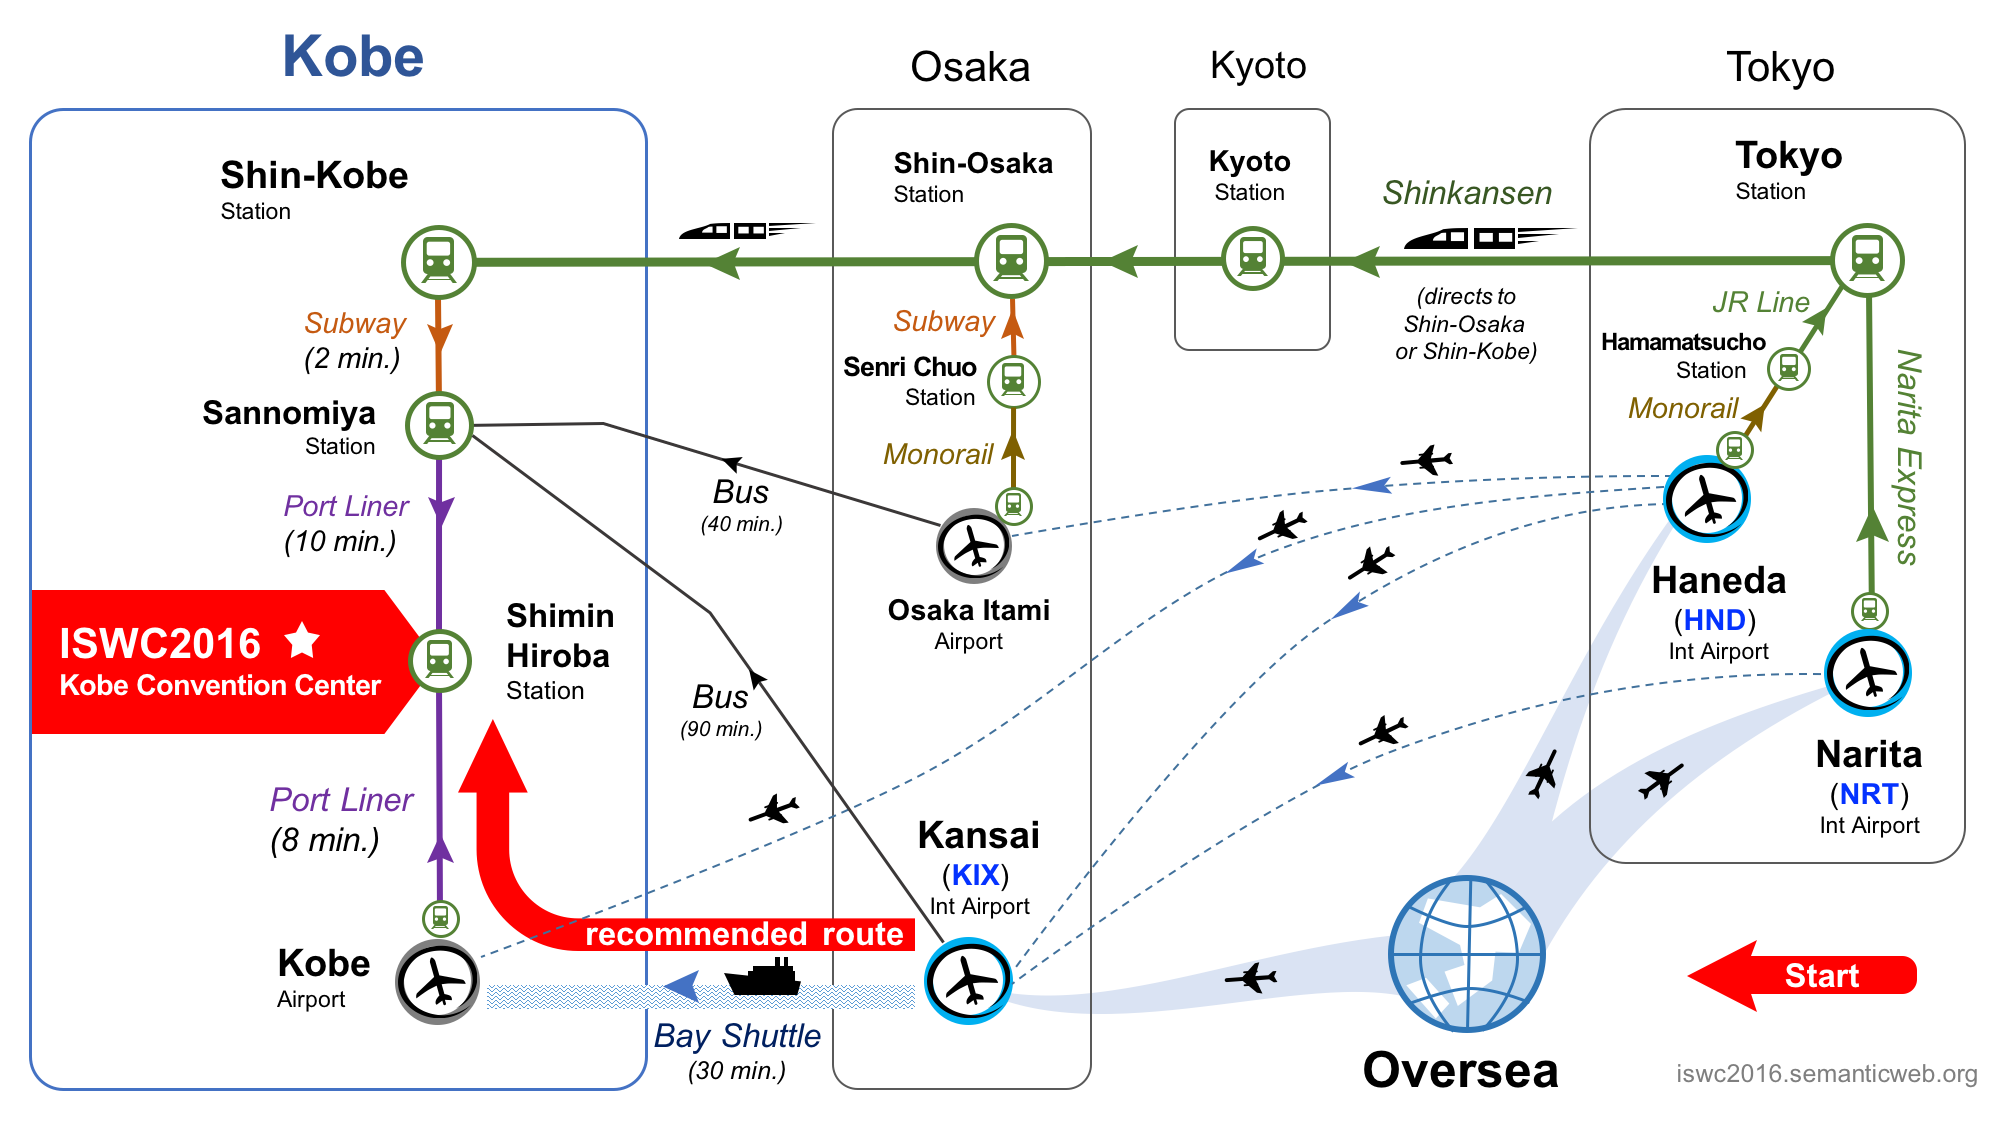 Kobe
Osaka
Kyoto
Tokyo
Shin-Kobe
Station
Shin-Osaka
Station
Kyoto
Station
Shinkansen
Tokyo
Station
(directs to
Shin-Osaka
or Shin-Kobe)
JR Line
Hamamatsucho
Station
Monorail
Narita Express
Subway
(2 min.)
Subway
Senri Chuo
Station
Monorail
Sannomiya
Station
Bus
(40 min.)
Port Liner
(10 min.)
Osaka Itami
Airport
Haneda
(HND)
Int Airport
ISWC2016
Kobe Convention Center
Shimin
Hiroba
Station
Bus
(90 min.)
Narita
(NRT)
Int Airport
Port Liner
(8 min.)
Kansai
(KIX)
Int Airport
recommended route
Kobe
Airport
Bay Shuttle
(30 min.)
Start
Oversea
iswc2016.semanticweb.org